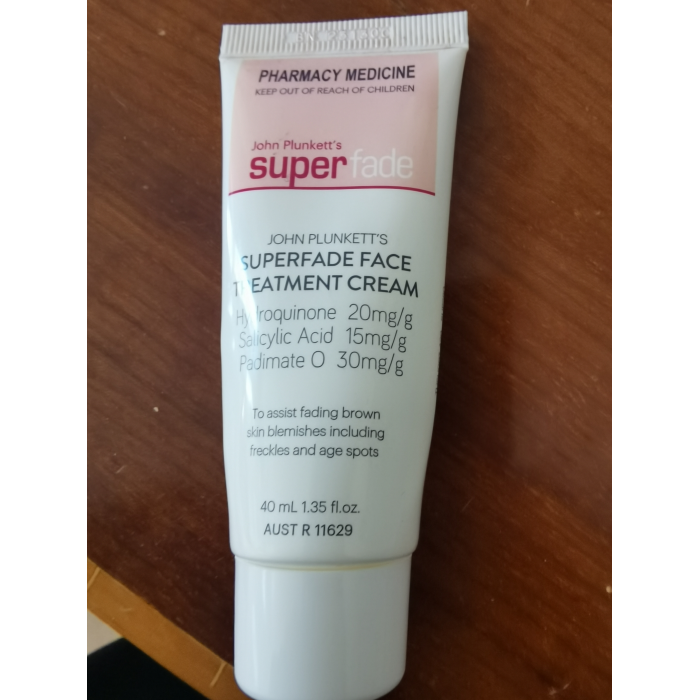 PHARMACY MEDICINE
KEEP OUT OF REACH OF CHILDREN
John Plunkett's
superfade
JOHN PLUNKETT'S
SUPERFADE FACE
TREATMENT CREAM
Hydroquinone 20mg/g
Salicylic Acid 15mg/g
Padimate O 30mg/g
To assist fading brown
skin blemishes including
freckles and age spots
40 mL 1.35 fl.oz.
AUST R 11629